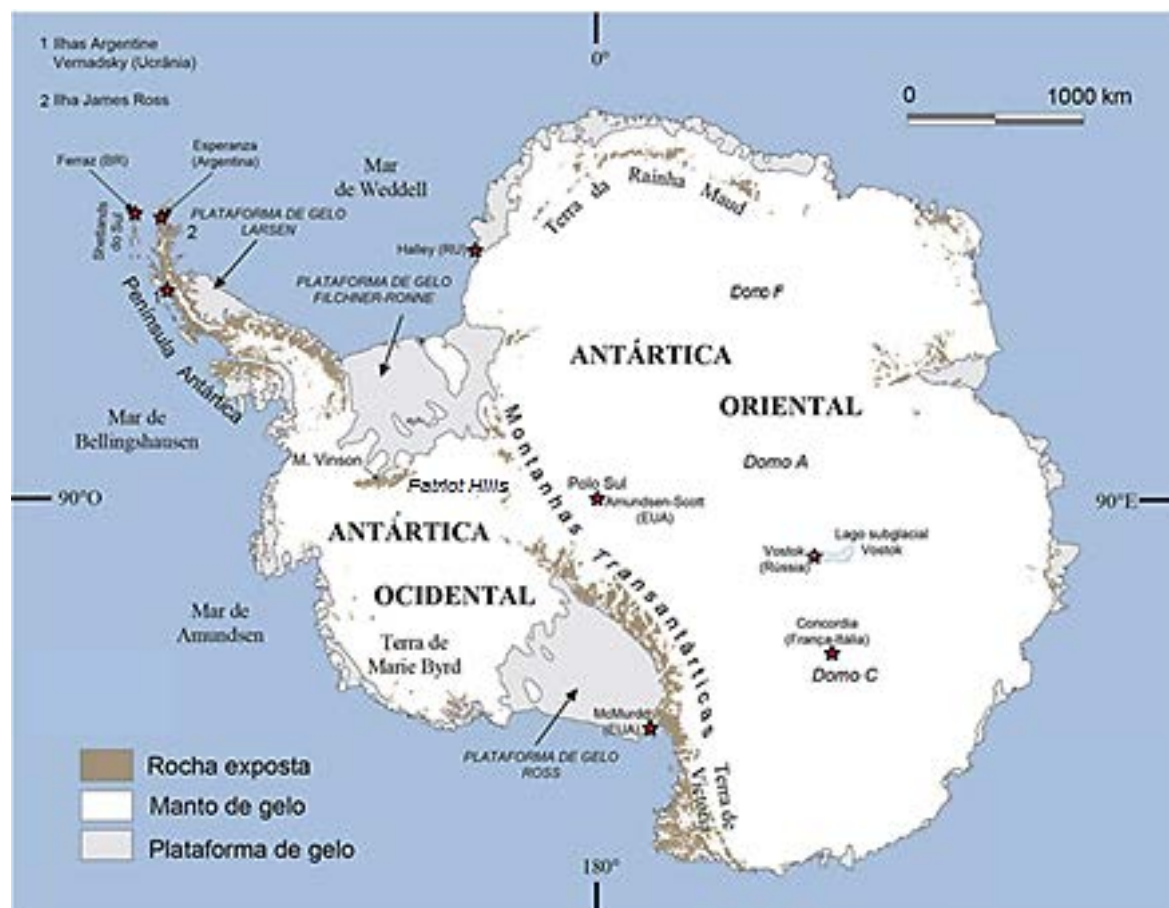 1 Ilhas Argentine
Vernadsky (Ucrânia)
2 Ilha James Ross
0°
0 1000 km
Ferraz (BR)
Esperanza
(Argentina)
Mar
de Weddell
Shetlands
do Sul
PLATAFORMA DE GELO
LARSEN
2
1
Halley (RU)
PLATAFORMA DE GELO
FILCHNER-RONNE
Terra da Rainha Maud
Domo F
Península Antártica
ANTÁRTICA
ORIENTAL
Mar de
Bellingshausen
M. Vinson
Patriot Hills
Domo A
90°O
90°E
Polo Sul
Amundsen-Scott
(EUA)
Montanhas Transantárticas
ANTÁRTICA
OCIDENTAL
Lago subglacial
Vostok
Vostok
(Rússia)
Mar de
Amundsen
Terra de
Marie Byrd
Concordia
(França-Itália)
Domo C
McMurdo
(EUA)
PLATAFORMA DE GELO
ROSS
Terra de
Victoria
Rocha exposta
Manto de gelo
Plataforma de gelo
180°